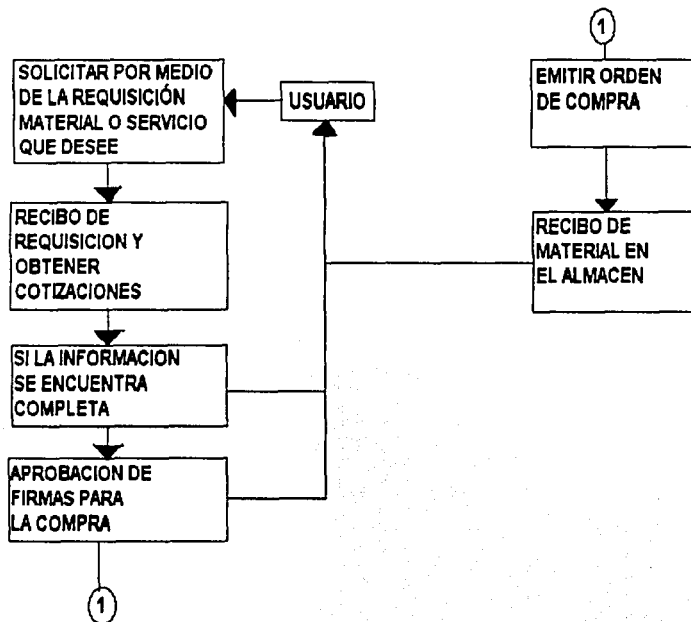 SOLICITAR POR MEDIO
DE LA REQUISICIÓN
MATERIAL O SERVICIO
QUE DESEE
USUARIO
RECIBO DE
REQUISICION Y
OBTENER
COTIZACIONES
SI LA INFORMACION
SE ENCUENTRA
COMPLETA
APROBACION DE
FIRMAS PARA
LA COMPRA
1
1
EMITIR ORDEN
DE COMPRA
RECIBO DE
MATERIAL EN
EL ALMACEN